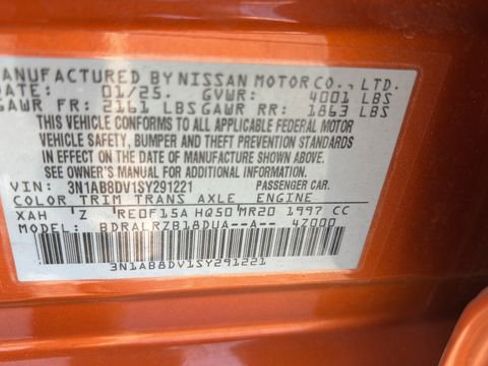 MANUFACTURED BY NISSAN MOTOR CO., LTD.
DATE: 01/25. GVWR: 4001 LBS
GAWR FR: 2161 LBS GAWR RR: 1863 LBS
THIS VEHICLE CONFORMS TO ALL APPLICABLE FEDERAL MOTOR
VEHICLE SAFETY, BUMPER AND THEFT PREVENTION STANDARDS
IN EFFECT ON THE DATE OF MANUFACTURE SHOWN ABOVE.
SEE OWNER'S MANUAL FOR ADDITIONAL INFORMATION.
VIN: 3N1AB8DV1SY291221 PASSENGER CAR.
COLOR TRIM TRANS AXLE ENGINE
XAH Z RE0F15A HQ50 MR20 1997 CC
MODEL: BDRALRZB18DUA--A-- 47000
3N1AB8DV1SY291221